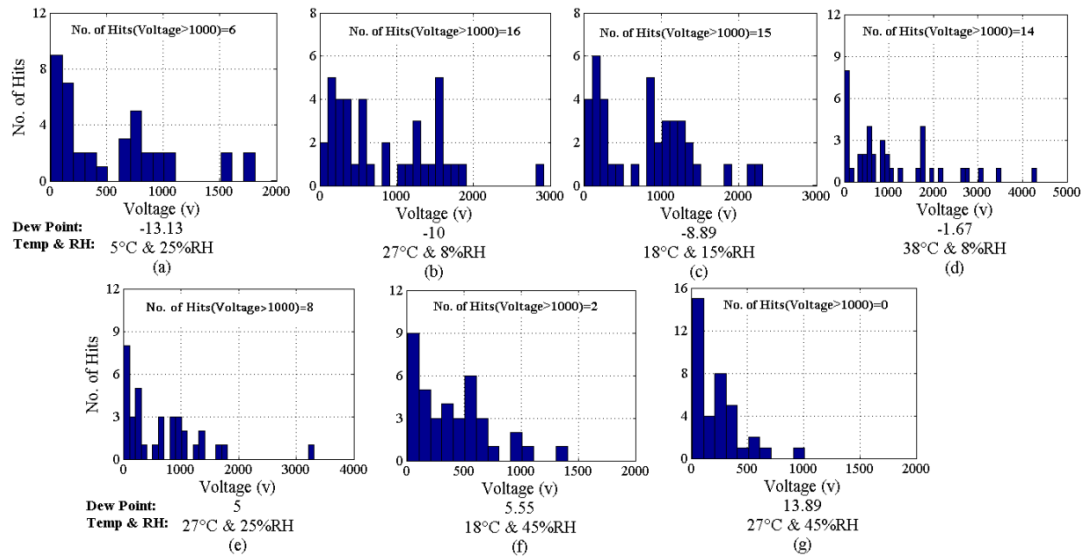 No. of Hits(Voltage>1000)=6
12
9
6
3
0
No. of Hits
0
500
1000
1500
2000
Voltage (v)
Dew Point:
-13.13
Temp & RH:
5°C & 25%RH
(a)
No. of Hits(Voltage>1000)=16
8
6
4
2
0
0
1000
2000
3000
Voltage (v)
-10
27°C & 8%RH
(b)
No. of Hits(Voltage>1000)=15
8
6
4
2
0
0
1000
2000
3000
Voltage (v)
-8.89
18°C & 15%RH
(c)
No. of Hits(Voltage>1000)=14
12
9
6
3
0
0
1000
2000
3000
4000
5000
Voltage (v)
-1.67
38°C & 8%RH
(d)
No. of Hits(Voltage>1000)=8
12
9
6
3
0
No. of Hits
0
1000
2000
3000
4000
Voltage (v)
Dew Point:
5
Temp & RH:
27°C & 25%RH
(e)
No. of Hits(Voltage>1000)=2
12
9
6
3
0
0
500
1000
1500
2000
Voltage (v)
5.55
18°C & 45%RH
(f)
No. of Hits(Voltage>1000)=0
16
12
8
4
0
0
500
1000
1500
2000
Voltage (v)
13.89
27°C & 45%RH
(g)